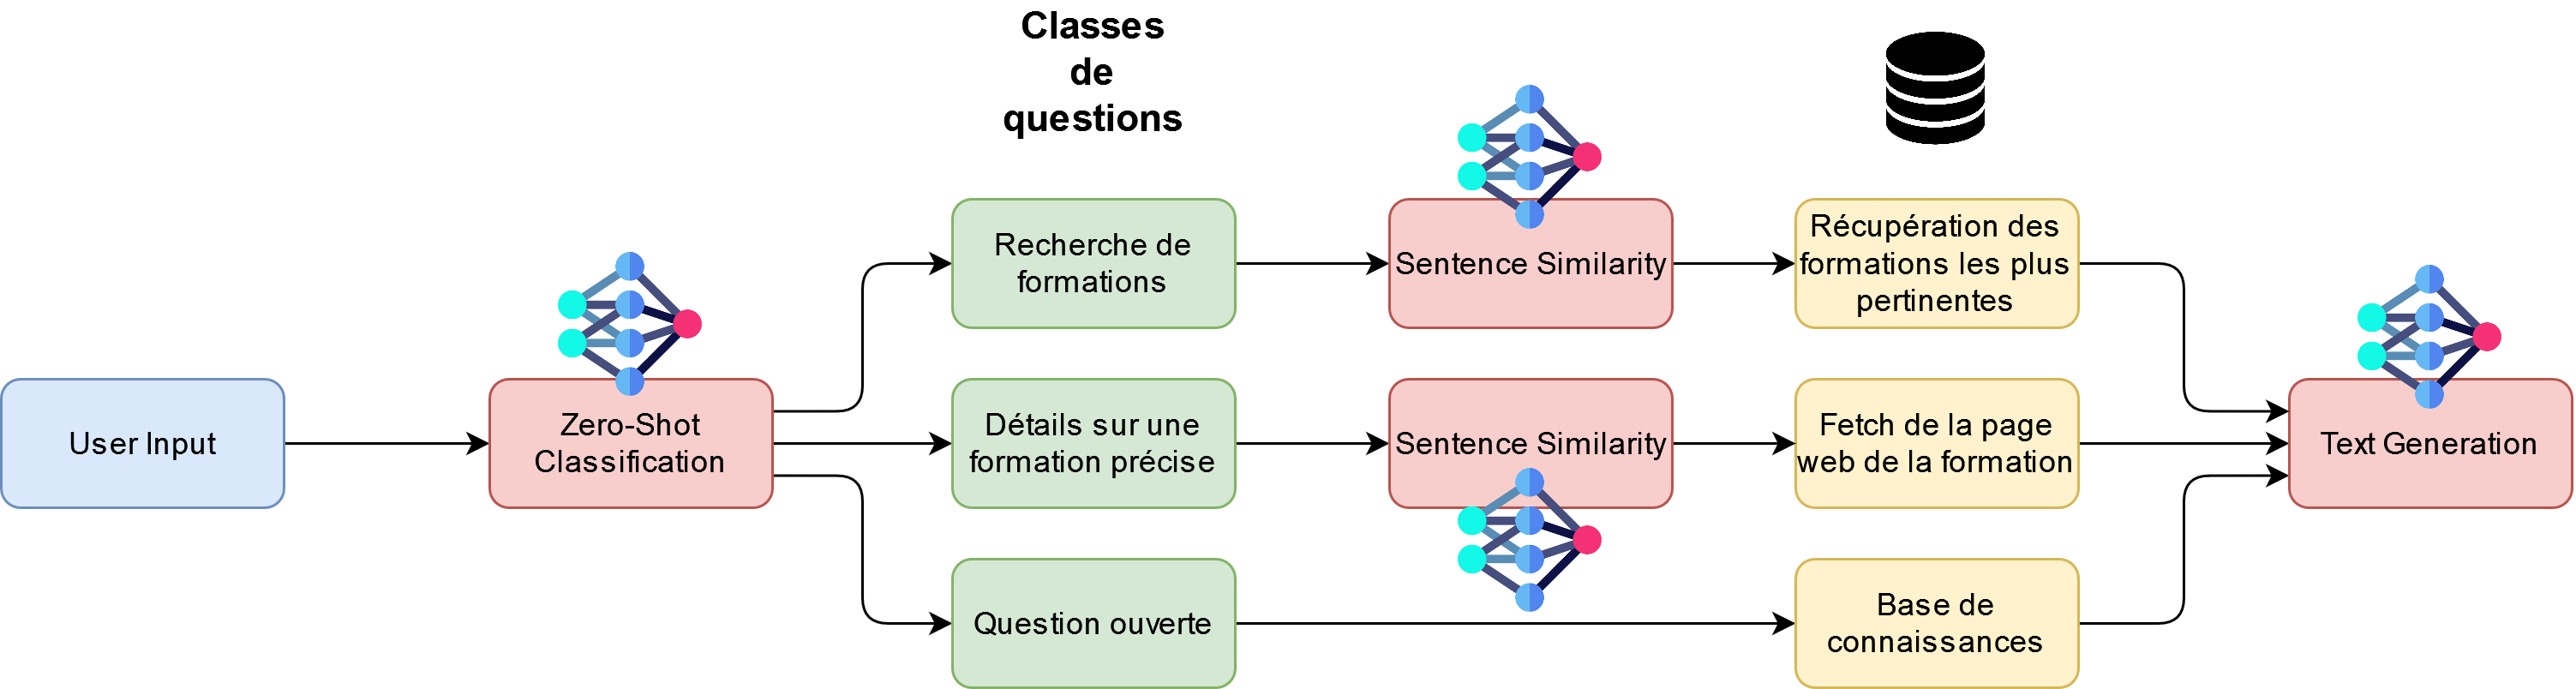 Classes
de
questions
User Input
Zero-Shot
Classification
Recherche de
formations
Sentence Similarity
Récupération des
formations les plus
pertinentes
Détails sur une
formation précise
Sentence Similarity
Fetch de la page
web de la formation
Text Generation
Question ouverte
Base de
connaissances